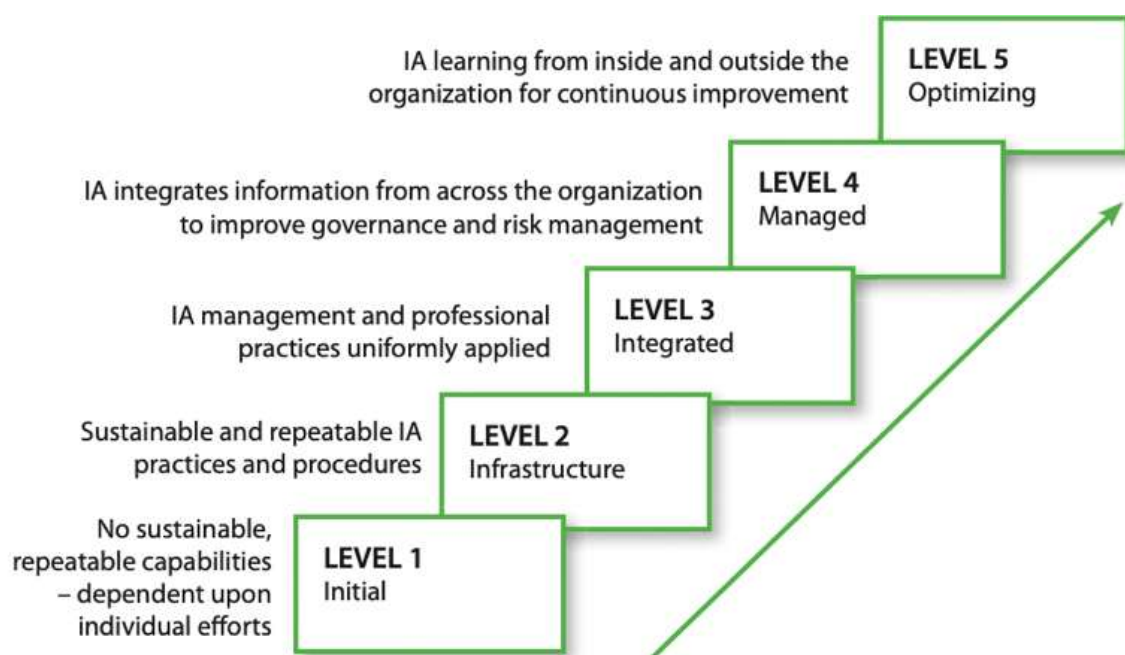 IA learning from inside and outside the
organization for continuous improvement
LEVEL 5
Optimizing
IA integrates information from across the organization
to improve governance and risk management
LEVEL 4
Managed
IA management and professional
practices uniformly applied
LEVEL 3
Integrated
Sustainable and repeatable IA
practices and procedures
LEVEL 2
Infrastructure
No sustainable,
repeatable capabilities
– dependent upon
individual efforts
LEVEL 1
Initial